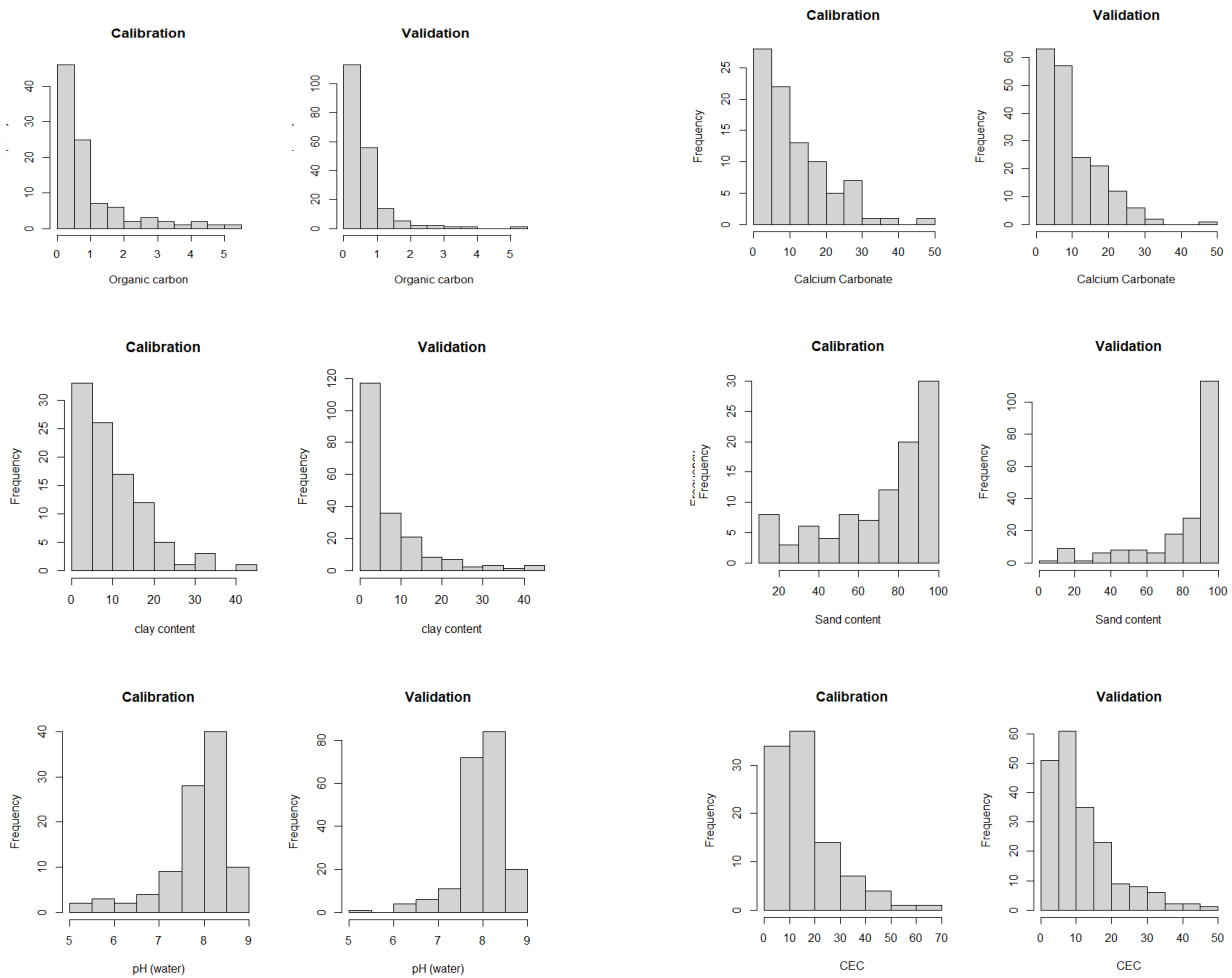 Calibration
Validation
40
30
20
10
0
0 1 2 3 4 5
Organic carbon
100
80
60
40
20
0
0 1 2 3 4 5
Organic carbon
Calibration
Validation
Frequency
25
20
15
10
5
0
0 10 20 30 40 50
Calcium Carbonate
Frequency
60
50
40
30
20
10
0
0 10 20 30 40 50
Calcium Carbonate
Calibration
Validation
Frequency
30
25
20
15
10
5
0
0 10 20 30 40
clay content
Frequency
120
100
80
60
40
20
0
0 10 20 30 40
clay content
Calibration
Validation
Frequency
30
25
20
15
10
5
0
20 40 60 80 100
Sand content
Frequency
100
80
60
40
20
0
0 20 40 60 80 100
Sand content
Calibration
Validation
Frequency
40
30
20
10
0
5 6 7 8 9
pH (water)
Frequency
80
60
40
20
0
5 6 7 8 9
pH (water)
Calibration
Validation
Frequency
30
20
10
0
0 10 20 30 40 50 60 70
CEC
Frequency
60
50
40
30
20
10
0
0 10 20 30 40 50
CEC